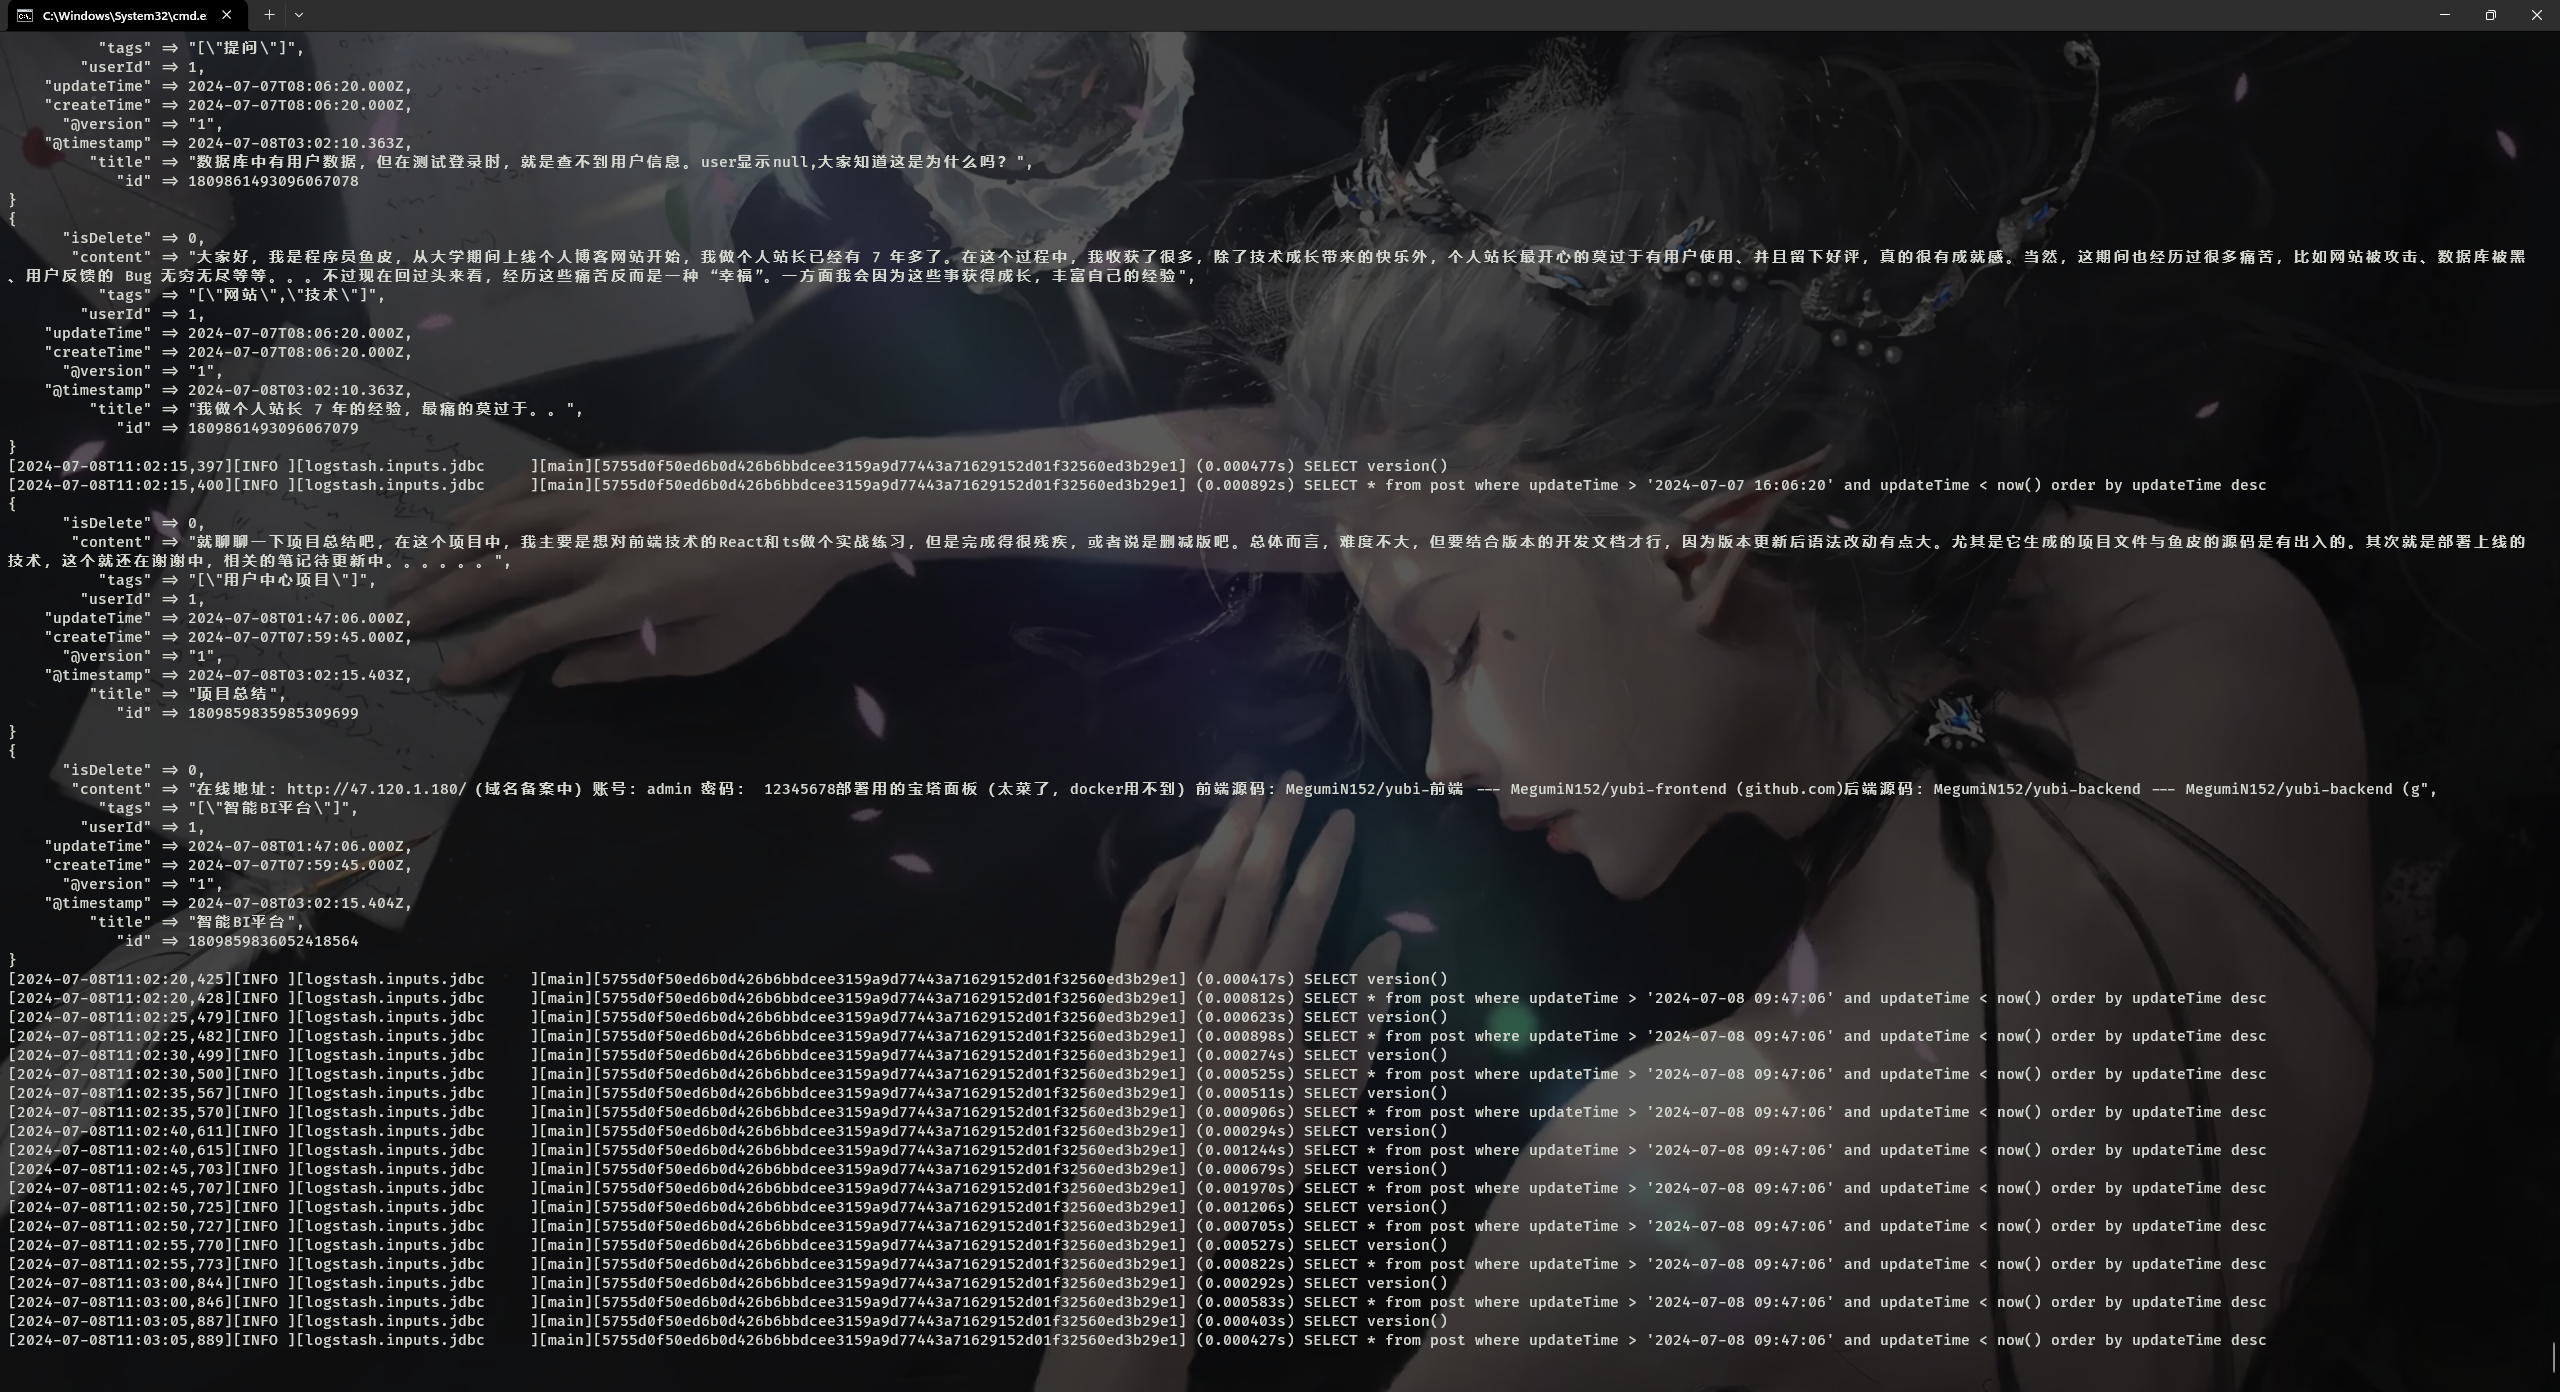 C:\Windows\System32\cmd.e
"tags" => "[\"提问\"]",
"userId" => 1,
"updateTime" => 2024-07-07T08:06:20.000Z,
"createTime" => 2024-07-07T08:06:20.000Z,
"@version" => "1",
"@timestamp" => 2024-07-08T03:02:10.363Z,
"title" => "数据库中有用户数据，但在测试登录时，就是查不到用户信息。user显示null,大家知道这是为什么吗？",
"id" => 1809861493096067078
}
{
"isDelete" => 0,
"content" => "大家好，我是程序员鱼皮，从大学期间上线个人博客网站开始，我做个人站长已经有 7 年多了。在这个过程中，我收获了很多，除了技术成长带来的快乐外，个人站长最开心的莫过于有用户使用、并且留下好评，真的很有成就感。当然，这期间也经历过很多痛苦，比如网站被攻击、数据库被黑
、用户反馈的 Bug 无穷无尽等等。。。不过现在回过头来看，经历这些痛苦反而是一种 “幸福”。一方面我会因为这些事获得成长，丰富自己的经验",
"tags" => "[\"网站\",\"技术\"]",
"userId" => 1,
"updateTime" => 2024-07-07T08:06:20.000Z,
"createTime" => 2024-07-07T08:06:20.000Z,
"@version" => "1",
"@timestamp" => 2024-07-08T03:02:10.363Z,
"title" => "我做个人站长 7 年的经验，最痛的莫过于。。",
"id" => 1809861493096067079
}
[2024-07-08T11:02:15,397][INFO ][logstash.inputs.jdbc     ][main][5755d0f50ed6b0d426b6bbdcee3159a9d77443a71629152d01f32560ed3b29e1] (0.000477s) SELECT version()
[2024-07-08T11:02:15,400][INFO ][logstash.inputs.jdbc     ][main][5755d0f50ed6b0d426b6bbdcee3159a9d77443a71629152d01f32560ed3b29e1] (0.000892s) SELECT * from post where updateTime > '2024-07-07 16:06:20' and updateTime < now() order by updateTime desc
{
"isDelete" => 0,
"content" => "就聊聊一下项目总结吧，在这个项目中，我主要是想对前端技术的React和ts做个实战练习，但是完成得很残疾，或者说是删减版吧。总体而言，难度不大，但要结合版本的开发文档才行，因为版本更新后语法改动有点大。尤其是它生成的项目文件与鱼皮的源码是有出入的。其次就是部署上线的
技术，这个就还在谢谢中，相关的笔记待更新中。。。。。。",
"tags" => "[\"用户中心项目\"]",
"userId" => 1,
"updateTime" => 2024-07-08T01:47:06.000Z,
"createTime" => 2024-07-07T07:59:45.000Z,
"@version" => "1",
"@timestamp" => 2024-07-08T03:02:15.403Z,
"title" => "项目总结",
"id" => 1809859835985309699
}
{
"isDelete" => 0,
"content" => "在线地址：http://47.120.1.180/（域名备案中）账号：admin 密码： 12345678部署用的宝塔面板（太菜了，docker用不到）前端源码：MegumiN152/yubi-前端 --- MegumiN152/yubi-frontend (github.com)后端源码：MegumiN152/yubi-backend --- MegumiN152/yubi-backend (g",
"tags" => "[\"智能BI平台\"]",
"userId" => 1,
"updateTime" => 2024-07-08T01:47:06.000Z,
"createTime" => 2024-07-07T07:59:45.000Z,
"@version" => "1",
"@timestamp" => 2024-07-08T03:02:15.404Z,
"title" => "智能BI平台",
"id" => 1809859836052418564
}
[2024-07-08T11:02:20,425][INFO ][logstash.inputs.jdbc     ][main][5755d0f50ed6b0d426b6bbdcee3159a9d77443a71629152d01f32560ed3b29e1] (0.000417s) SELECT version()
[2024-07-08T11:02:20,428][INFO ][logstash.inputs.jdbc     ][main][5755d0f50ed6b0d426b6bbdcee3159a9d77443a71629152d01f32560ed3b29e1] (0.000812s) SELECT * from post where updateTime > '2024-07-08 09:47:06' and updateTime < now() order by updateTime desc
[2024-07-08T11:02:25,479][INFO ][logstash.inputs.jdbc     ][main][5755d0f50ed6b0d426b6bbdcee3159a9d77443a71629152d01f32560ed3b29e1] (0.000623s) SELECT version()
[2024-07-08T11:02:25,482][INFO ][logstash.inputs.jdbc     ][main][5755d0f50ed6b0d426b6bbdcee3159a9d77443a71629152d01f32560ed3b29e1] (0.000898s) SELECT * from post where updateTime > '2024-07-08 09:47:06' and updateTime < now() order by updateTime desc
[2024-07-08T11:02:30,499][INFO ][logstash.inputs.jdbc     ][main][5755d0f50ed6b0d426b6bbdcee3159a9d77443a71629152d01f32560ed3b29e1] (0.000274s) SELECT version()
[2024-07-08T11:02:30,500][INFO ][logstash.inputs.jdbc     ][main][5755d0f50ed6b0d426b6bbdcee3159a9d77443a71629152d01f32560ed3b29e1] (0.000525s) SELECT * from post where updateTime > '2024-07-08 09:47:06' and updateTime < now() order by updateTime desc
[2024-07-08T11:02:35,567][INFO ][logstash.inputs.jdbc     ][main][5755d0f50ed6b0d426b6bbdcee3159a9d77443a71629152d01f32560ed3b29e1] (0.000511s) SELECT version()
[2024-07-08T11:02:35,570][INFO ][logstash.inputs.jdbc     ][main][5755d0f50ed6b0d426b6bbdcee3159a9d77443a71629152d01f32560ed3b29e1] (0.000906s) SELECT * from post where updateTime > '2024-07-08 09:47:06' and updateTime < now() order by updateTime desc
[2024-07-08T11:02:40,611][INFO ][logstash.inputs.jdbc     ][main][5755d0f50ed6b0d426b6bbdcee3159a9d77443a71629152d01f32560ed3b29e1] (0.000294s) SELECT version()
[2024-07-08T11:02:40,615][INFO ][logstash.inputs.jdbc     ][main][5755d0f50ed6b0d426b6bbdcee3159a9d77443a71629152d01f32560ed3b29e1] (0.001244s) SELECT * from post where updateTime > '2024-07-08 09:47:06' and updateTime < now() order by updateTime desc
[2024-07-08T11:02:45,703][INFO ][logstash.inputs.jdbc     ][main][5755d0f50ed6b0d426b6bbdcee3159a9d77443a71629152d01f32560ed3b29e1] (0.000679s) SELECT version()
[2024-07-08T11:02:45,707][INFO ][logstash.inputs.jdbc     ][main][5755d0f50ed6b0d426b6bbdcee3159a9d77443a71629152d01f32560ed3b29e1] (0.001970s) SELECT * from post where updateTime > '2024-07-08 09:47:06' and updateTime < now() order by updateTime desc
[2024-07-08T11:02:50,725][INFO ][logstash.inputs.jdbc     ][main][5755d0f50ed6b0d426b6bbdcee3159a9d77443a71629152d01f32560ed3b29e1] (0.001206s) SELECT version()
[2024-07-08T11:02:50,727][INFO ][logstash.inputs.jdbc     ][main][5755d0f50ed6b0d426b6bbdcee3159a9d77443a71629152d01f32560ed3b29e1] (0.000705s) SELECT * from post where updateTime > '2024-07-08 09:47:06' and updateTime < now() order by updateTime desc
[2024-07-08T11:02:55,770][INFO ][logstash.inputs.jdbc     ][main][5755d0f50ed6b0d426b6bbdcee3159a9d77443a71629152d01f32560ed3b29e1] (0.000527s) SELECT version()
[2024-07-08T11:02:55,773][INFO ][logstash.inputs.jdbc     ][main][5755d0f50ed6b0d426b6bbdcee3159a9d77443a71629152d01f32560ed3b29e1] (0.000822s) SELECT * from post where updateTime > '2024-07-08 09:47:06' and updateTime < now() order by updateTime desc
[2024-07-08T11:03:00,844][INFO ][logstash.inputs.jdbc     ][main][5755d0f50ed6b0d426b6bbdcee3159a9d77443a71629152d01f32560ed3b29e1] (0.000292s) SELECT version()
[2024-07-08T11:03:00,846][INFO ][logstash.inputs.jdbc     ][main][5755d0f50ed6b0d426b6bbdcee3159a9d77443a71629152d01f32560ed3b29e1] (0.000583s) SELECT * from post where updateTime > '2024-07-08 09:47:06' and updateTime < now() order by updateTime desc
[2024-07-08T11:03:05,887][INFO ][logstash.inputs.jdbc     ][main][5755d0f50ed6b0d426b6bbdcee3159a9d77443a71629152d01f32560ed3b29e1] (0.000403s) SELECT version()
[2024-07-08T11:03:05,889][INFO ][logstash.inputs.jdbc     ][main][5755d0f50ed6b0d426b6bbdcee3159a9d77443a71629152d01f32560ed3b29e1] (0.000427s) SELECT * from post where updateTime > '2024-07-08 09:47:06' and updateTime < now() order by updateTime desc